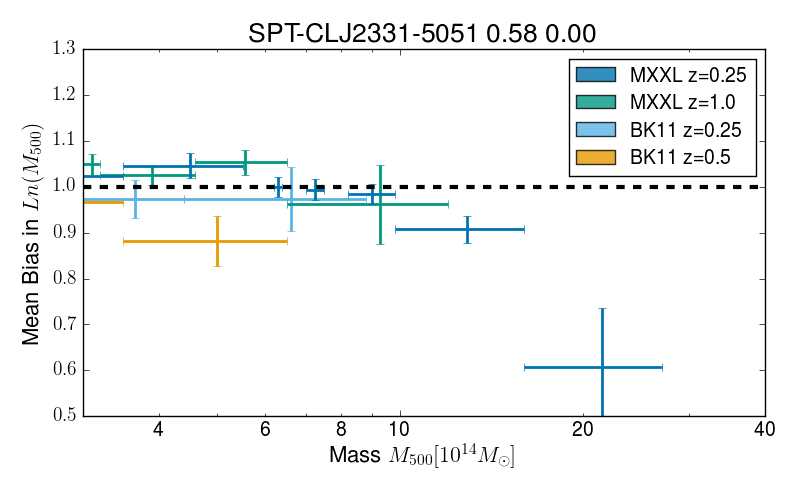 SPT-CLJ2331-5051 0.58 0.00
1.3
1.2
1.1
1.0
0.9
0.8
0.7
0.6
0.5
Mean Bias in Ln(M500)
MXXL z=0.25
MXXL z=1.0
BK11 z=0.25
BK11 z=0.5
4 6 8 10 20 40
Mass M500[10^14 M⊙]